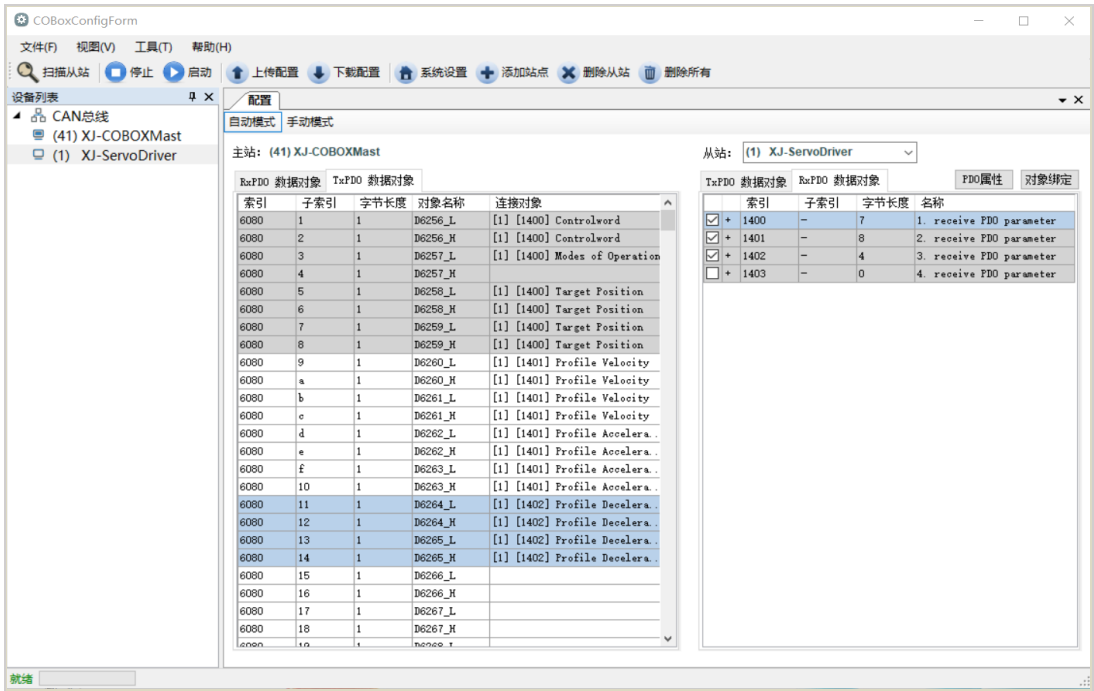 COBoxConfigForm
文件(F) 视图(V) 工具(T) 帮助(H)
扫描从站 停止 启动 上传配置 下载配置 系统设置 添加站点 删除从站 删除所有
设备列表
CAN总线
(41) XJ-COBOXMast
(1) XJ-ServoDriver
配置
自动模式 手动模式
主站: (41) XJ-COBOXMast
RxPDO 数据对象 TxPDO 数据对象
索引 子索引 字节长度 对象名称 连接对象
6080 1 1 D6256_L [1] [1400] Controlword
6080 2 1 D6256_H [1] [1400] Controlword
6080 3 1 D6257_L [1] [1400] Modes of Operation
6080 4 1 D6257_H
6080 5 1 D6258_L [1] [1400] Target Position
6080 6 1 D6258_H [1] [1400] Target Position
6080 7 1 D6259_L [1] [1400] Target Position
6080 8 1 D6259_H [1] [1400] Target Position
6080 9 1 D6260_L [1] [1401] Profile Velocity
6080 a 1 D6260_H [1] [1401] Profile Velocity
6080 b 1 D6261_L [1] [1401] Profile Velocity
6080 c 1 D6261_H [1] [1401] Profile Velocity
6080 d 1 D6262_L [1] [1401] Profile Accelera..
6080 e 1 D6262_H [1] [1401] Profile Accelera..
6080 f 1 D6263_L [1] [1401] Profile Accelera..
6080 10 1 D6263_H [1] [1401] Profile Accelera..
6080 11 1 D6264_L [1] [1402] Profile Decelera..
6080 12 1 D6264_H [1] [1402] Profile Decelera..
6080 13 1 D6265_L [1] [1402] Profile Decelera..
6080 14 1 D6265_H [1] [1402] Profile Decelera..
6080 15 1 D6266_L
6080 16 1 D6266_H
6080 17 1 D6267_L
6080 18 1 D6267_H
6080 19 1 D6268_L
从站: (1) XJ-ServoDriver
TxPDO 数据对象 RxPDO 数据对象 PDO属性 对象绑定
索引 子索引 字节长度 名称
+ 1400 — 7 1. receive PDO parameter
+ 1401 — 8 2. receive PDO parameter
+ 1402 — 4 3. receive PDO parameter
+ 1403 — 0 4. receive PDO parameter
就绪